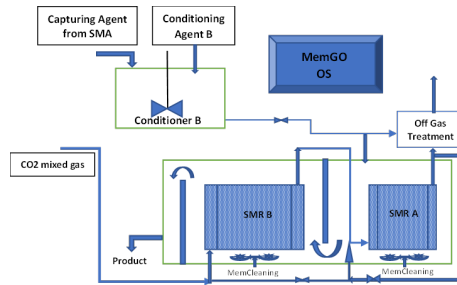 Capturing Agent
from SMA
Conditioning
Agent B
MemGO
OS
Conditioner B
Off Gas
Treatment
CO2 mixed gas
SMR B
SMR A
Product
MemCleaning
MemCleaning